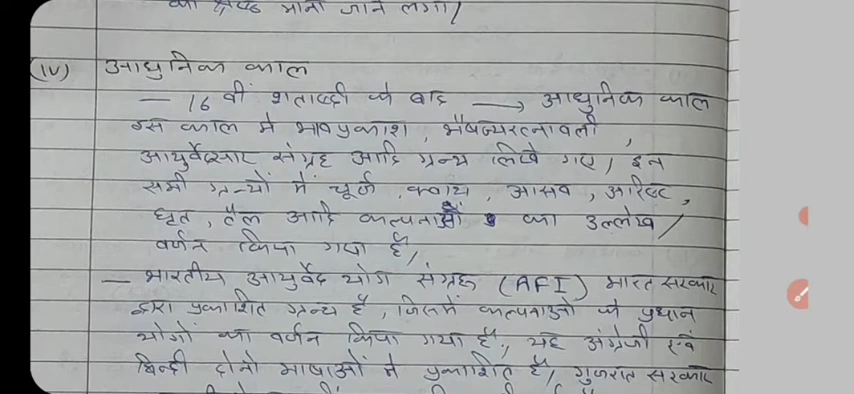 को श्रेष्ठ माना जाने लगा।
(IV) आधुनिक काल
— 16 वीं शताब्दी के बाद → आधुनिक काल
इस काल में भावप्रकाश, भैषज्यरत्नावली,
आयुर्वेदसार संग्रह आदि ग्रन्थ लिखे गए, इन
सभी ग्रन्थों में चूर्ण, क्वाथ, आसव, अरिष्ट,
घृत, तैल आदि कल्पनाओं का उल्लेख/
वर्णन किया गया है,
— भारतीय आयुर्वेद योग संग्रह (AFI) भारत सरकार
द्वारा प्रकाशित ग्रन्थ है, जिसमें कल्पनाओं के प्रधान
योगों का वर्णन किया गया है, यह अंग्रेजी एवं
हिन्दी दोनो भाषाओं में प्रकाशित है, गुजरात सरकार